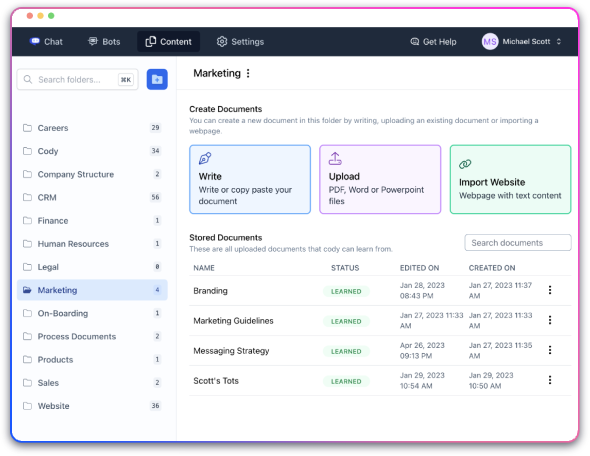 Chat
Bots
Content
Settings
Get Help
MS
Michael Scott
Search folders...
⌘K
Careers 29
Cody 34
Company Structure 2
CRM 56
Finance 1
Human Resources 1
Legal 0
Marketing 4
On-Boarding 1
Process Documents 2
Products 1
Sales 2
Website 36
Marketing
Create Documents
You can create a new document in this folder by writing, uploading an existing document or importing a
webpage.
Write
Write or copy paste your
document
Upload
PDF, Word or Powerpoint
files
Import Website
Webpage with text content
Stored Documents
These are all uploaded documents that cody can learn from.
Search documents
NAME STATUS EDITED ON CREATED ON
Branding LEARNED Jan 28, 2023 Jan 27, 2023 11:37
08:43 PM AM
Marketing Guidelines LEARNED Jan 27, 2023 11:33 Jan 27, 2023 11:33
AM AM
Messaging Strategy LEARNED Apr 26, 2023 Jan 27, 2023 11:35
09:13 PM AM
Scott's Tots LEARNED Jan 29, 2023 Jan 29, 2023
10:54 AM 10:50 AM